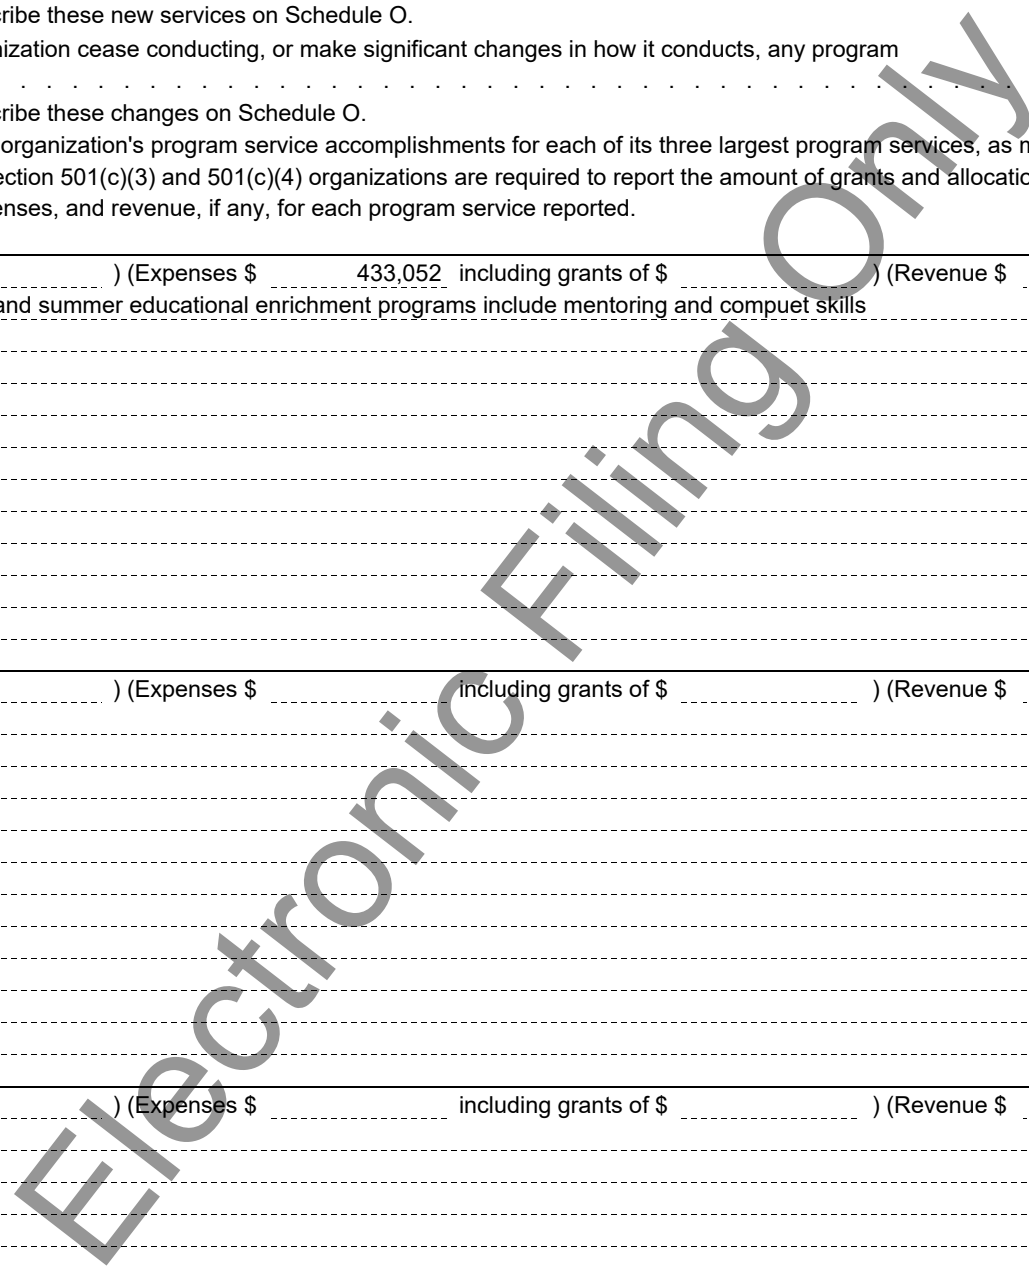 cribe these new services on Schedule O.
nization cease conducting, or make significant changes in how it conducts, any program
. . . . . . . . . . . . . . . . . . . . . . . . . . . . . . . . . . . . . . .
cribe these changes on Schedule O.
organization's program service accomplishments for each of its three largest program services, as m
ection 501(c)(3) and 501(c)(4) organizations are required to report the amount of grants and allocatio
enses, and revenue, if any, for each program service reported.
) (Expenses $ 433,052 including grants of $ ) (Revenue $
and summer educational enrichment programs include mentoring and compuet skills
) (Expenses $ including grants of $ ) (Revenue $
) (Expenses $ including grants of $ ) (Revenue $
Electronic Filing Only